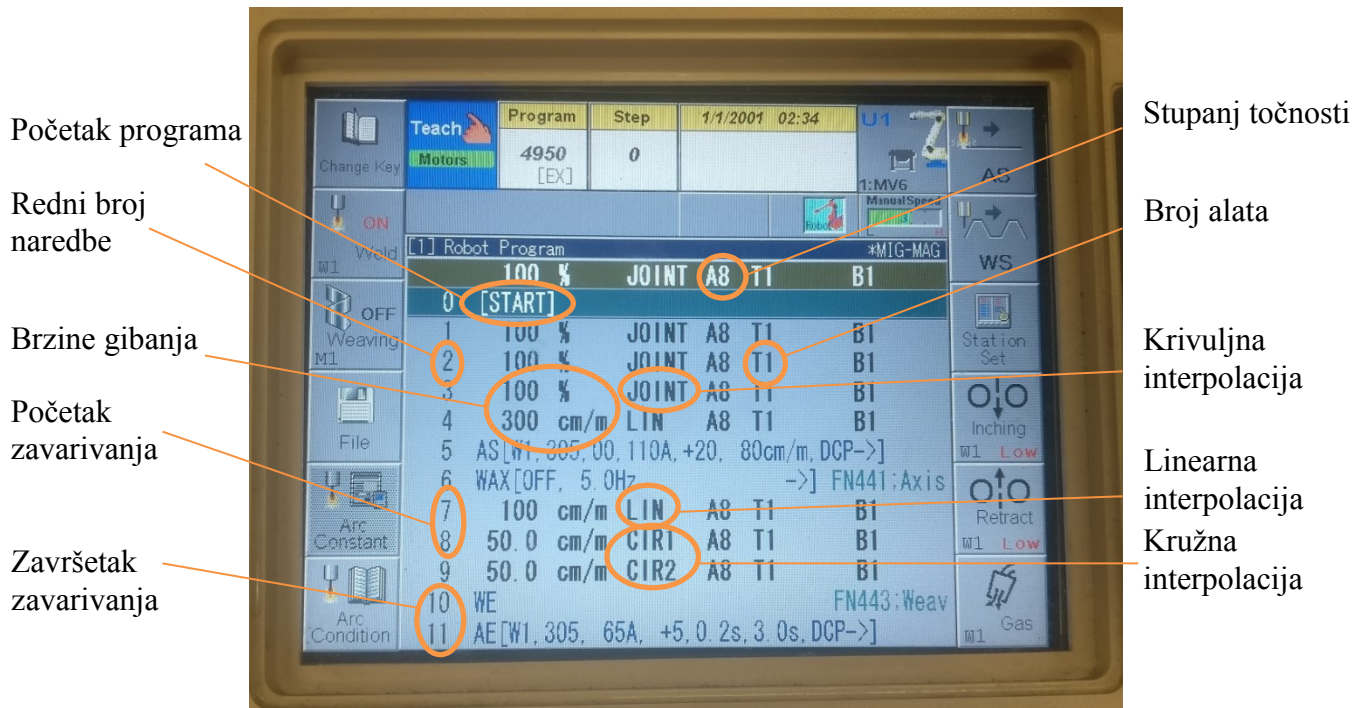 Početak programa
Redni broj
naredbe
Brzine gibanja
Početak
zavarivanja
Završetak
zavarivanja
Change Key
ON
Weld
W1
OFF
Weaving
M1
File
Arc
Constant
Arc
Condition
Teach
Motors
Program
4950
[EX]
Step
0
1/1/2001 02:34
U1
1:MV6
Robot
Manual Speed
[1] Robot Program *MIG-MAG
100 % JOINT A8 T1 B1
0 [START]
1 100 % JOINT A8 T1 B1
2 100 % JOINT A8 T1 B1
3 100 % JOINT A8 T1 B1
4 300 cm/m LIN A8 T1 B1
5 AS[W1,305,00,110A,+20, 80cm/m,DCP->]
6 WAX[OFF, 5.0Hz ->] FN441;Axis
7 100 cm/m LIN A8 T1 B1
8 50.0 cm/m CIR1 A8 T1 B1
9 50.0 cm/m CIR2 A8 T1 B1
10 WE FN443;Weav
11 AE[W1,305, 65A, +5,0.2s,3.0s,DCP->]
AS
WS
Station
Set
Inching
W1 Low
Retract
W1 Low
Gas
W1
Stupanj točnosti
Broj alata
Krivuljna
interpolacija
Linearna
interpolacija
Kružna
interpolacija